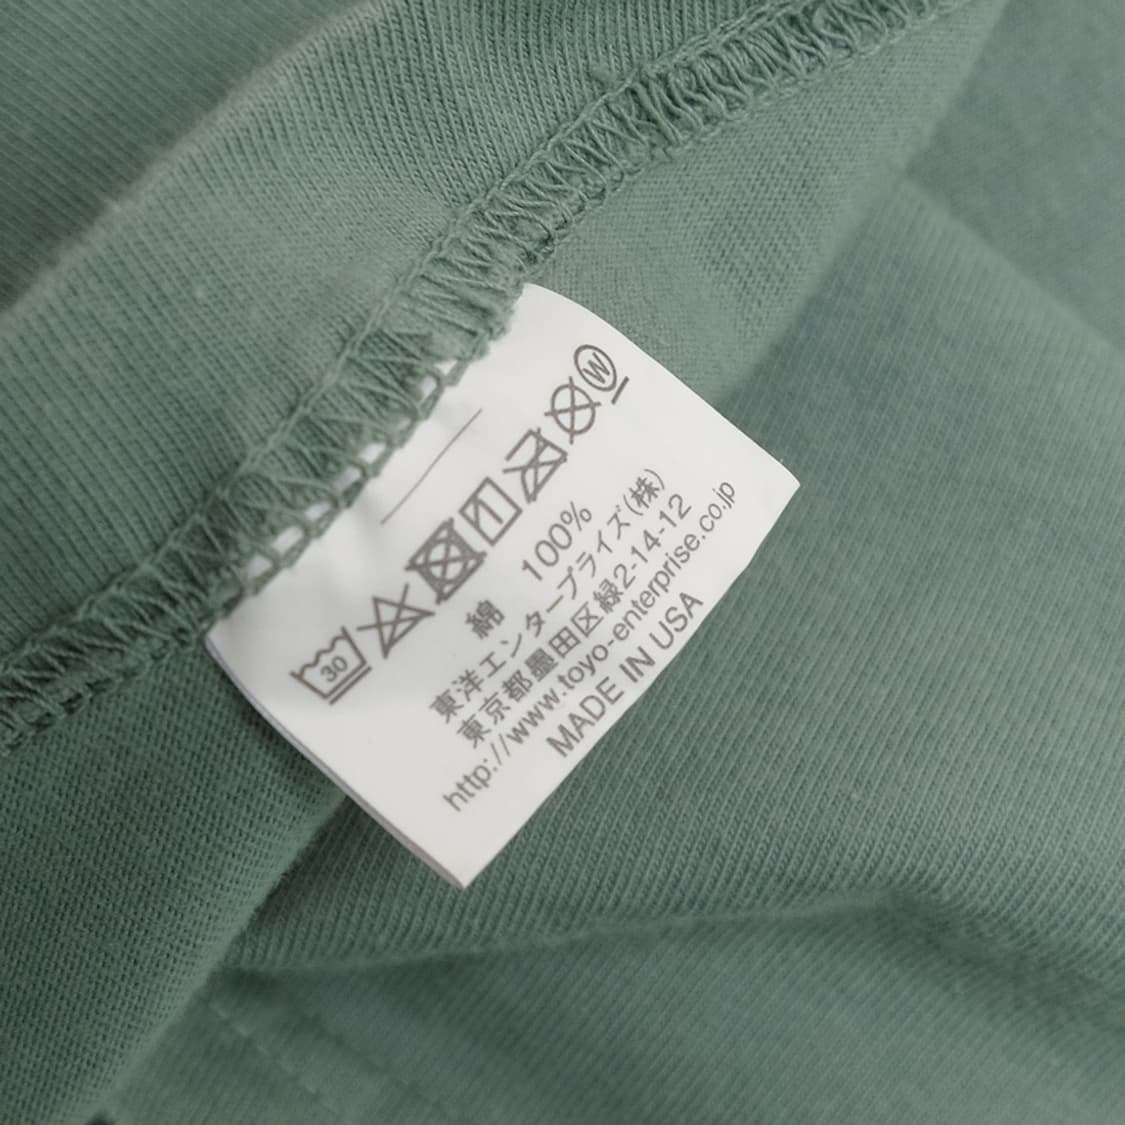 30 W
綿 100%
東洋エンタープライズ(株)
東京都墨田区緑2-14-12
http://www.toyo-enterprise.co.jp
MADE IN USA